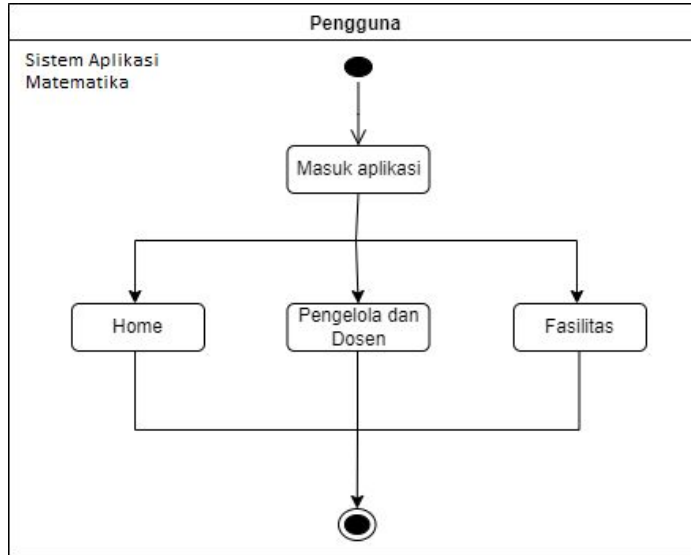 Pengguna
Sistem Aplikasi
Matematika
Masuk aplikasi
Home
Pengelola dan
Dosen
Fasilitas